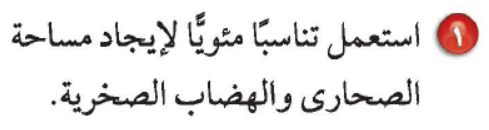 ١ استعمل تناسبًا مئويًّا لإيجاد مساحة
الصحارى والهضاب الصخرية.